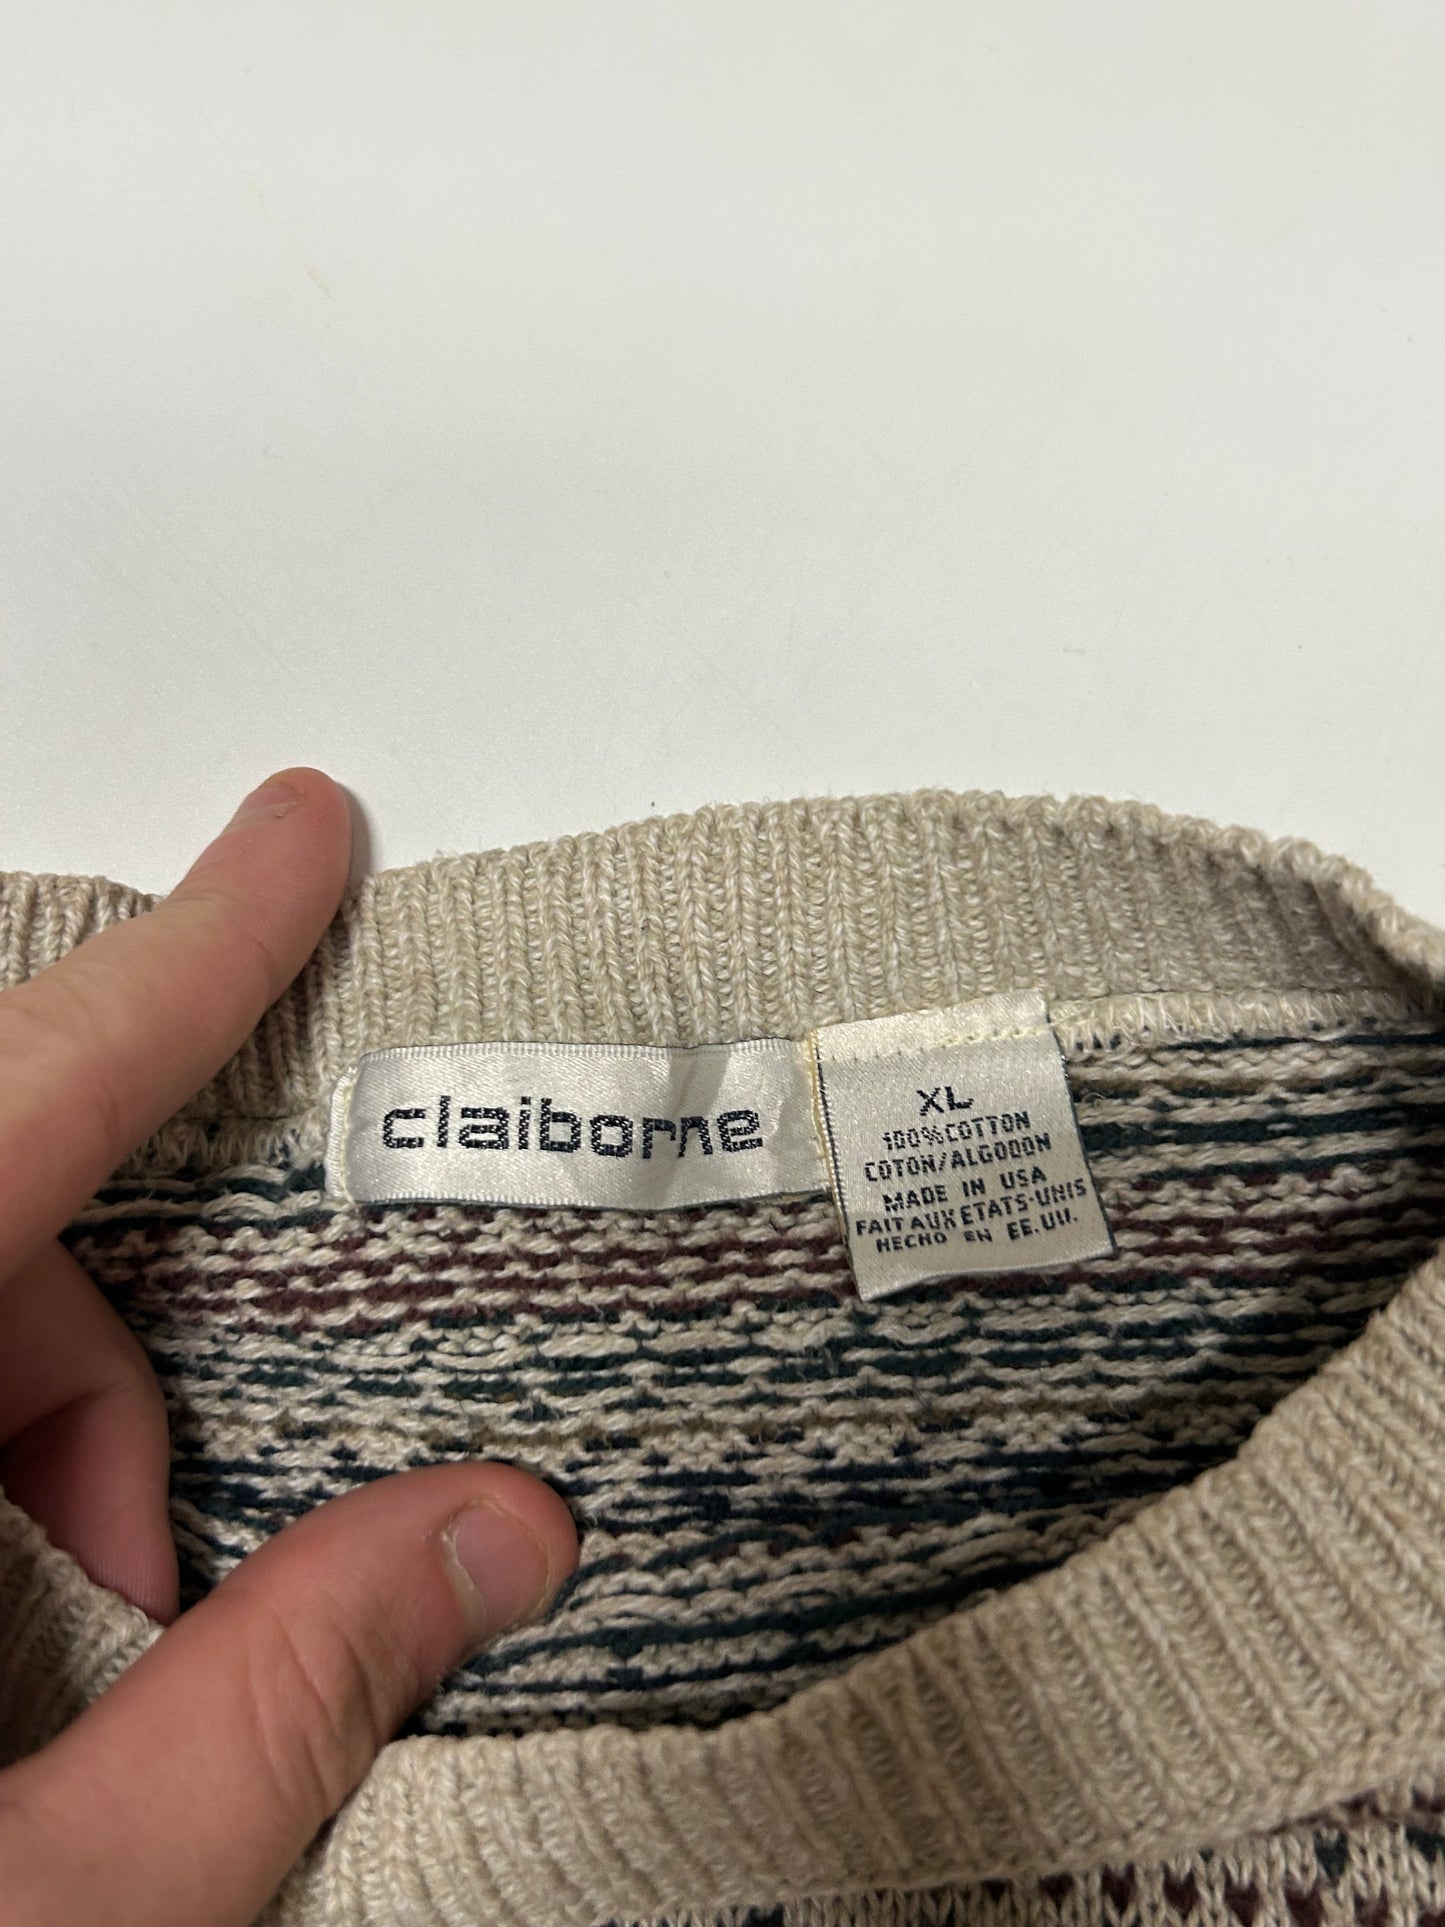 claiborne
XL
100% COTTON
COTON/ALGODON
MADE IN USA
FAIT AUX ETATS-UNIS
HECHO EN EE.UU.